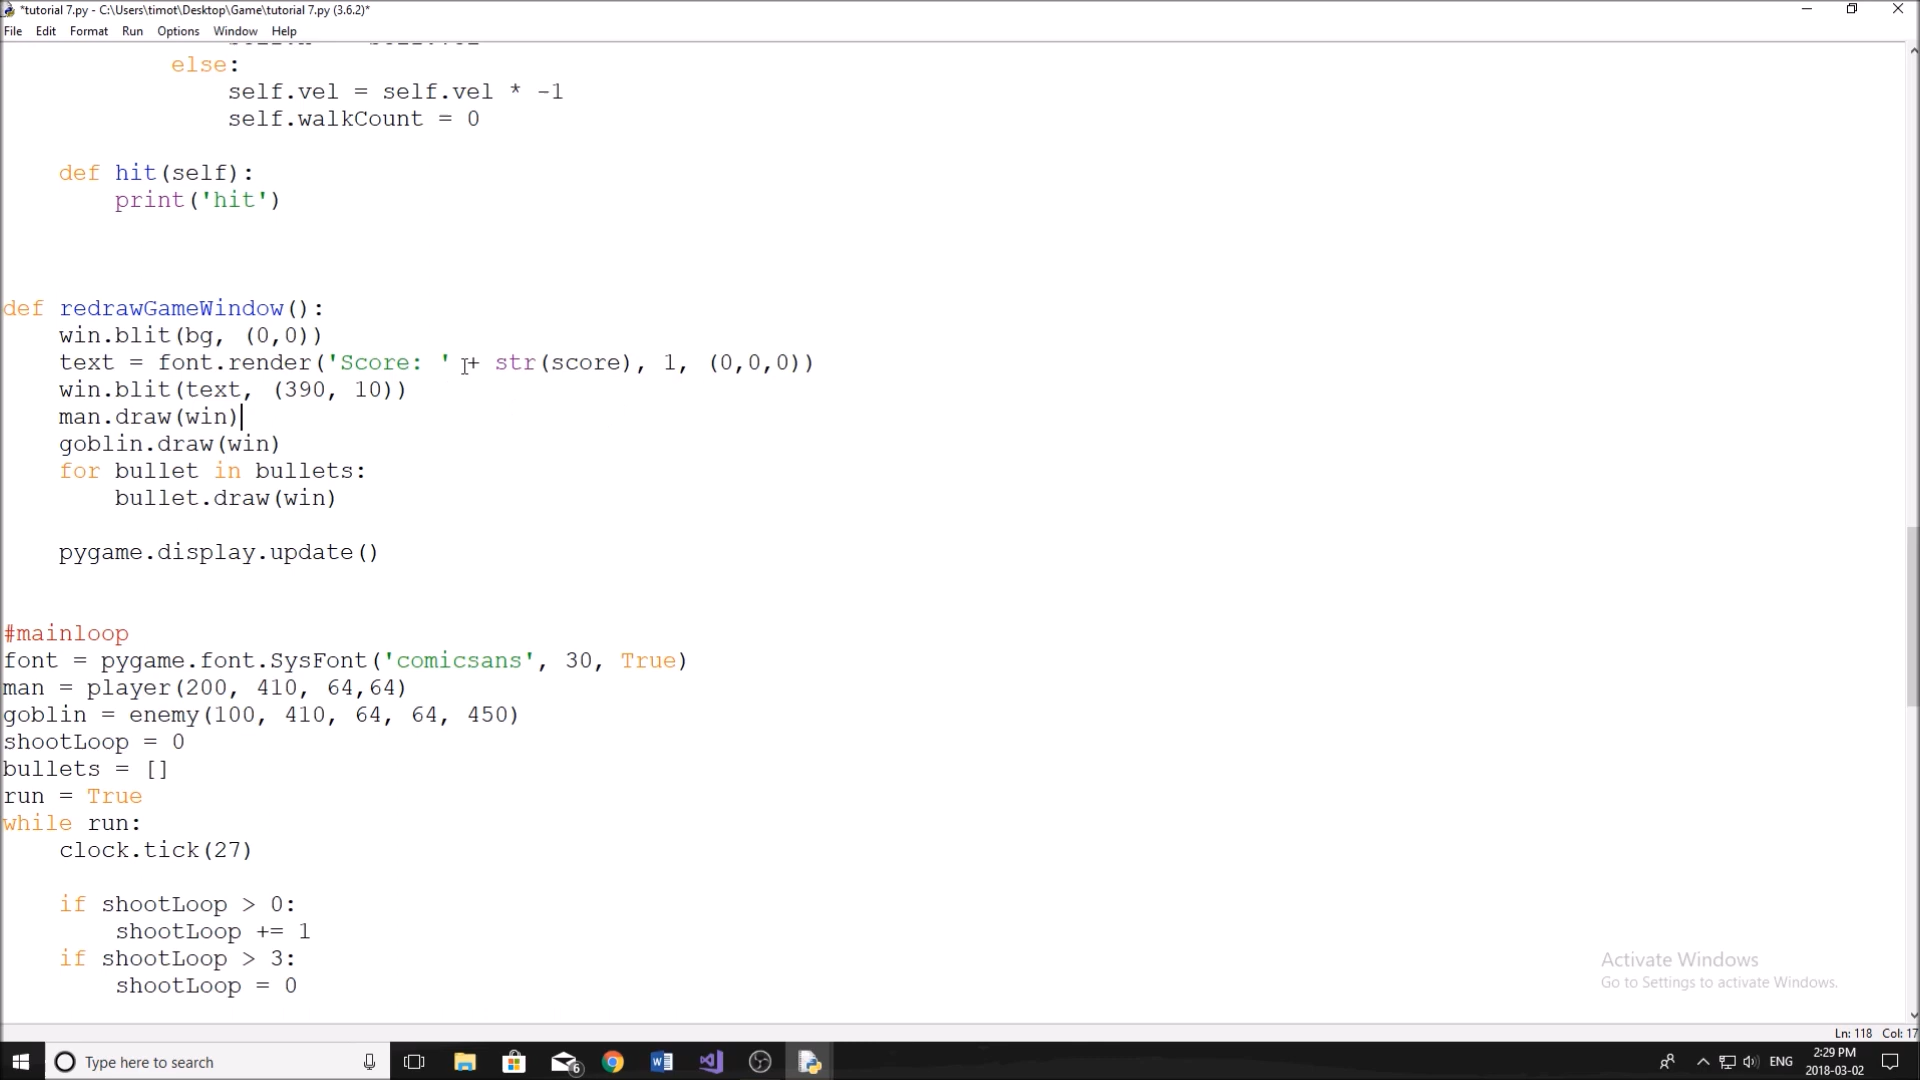 *tutorial 7.py - C:\Users\timot\Desktop\Game\tutorial 7.py (3.6.2)*
File Edit Format Run Options Window Help
else:
self.vel = self.vel * -1
self.walkCount = 0
def hit(self):
print('hit')
def redrawGameWindow():
win.blit(bg, (0,0))
text = font.render('Score: ' + str(score), 1, (0,0,0))
win.blit(text, (390, 10))
man.draw(win)
goblin.draw(win)
for bullet in bullets:
bullet.draw(win)
pygame.display.update()
#mainloop
font = pygame.font.SysFont('comicsans', 30, True)
man = player(200, 410, 64,64)
goblin = enemy(100, 410, 64, 64, 450)
shootLoop = 0
bullets = []
run = True
while run:
clock.tick(27)
if shootLoop > 0:
shootLoop += 1
if shootLoop > 3:
shootLoop = 0
Activate Windows
Go to Settings to activate Windows.
Ln: 118 Col: 17
Type here to search
6
ENG
2:29 PM
2018-03-02